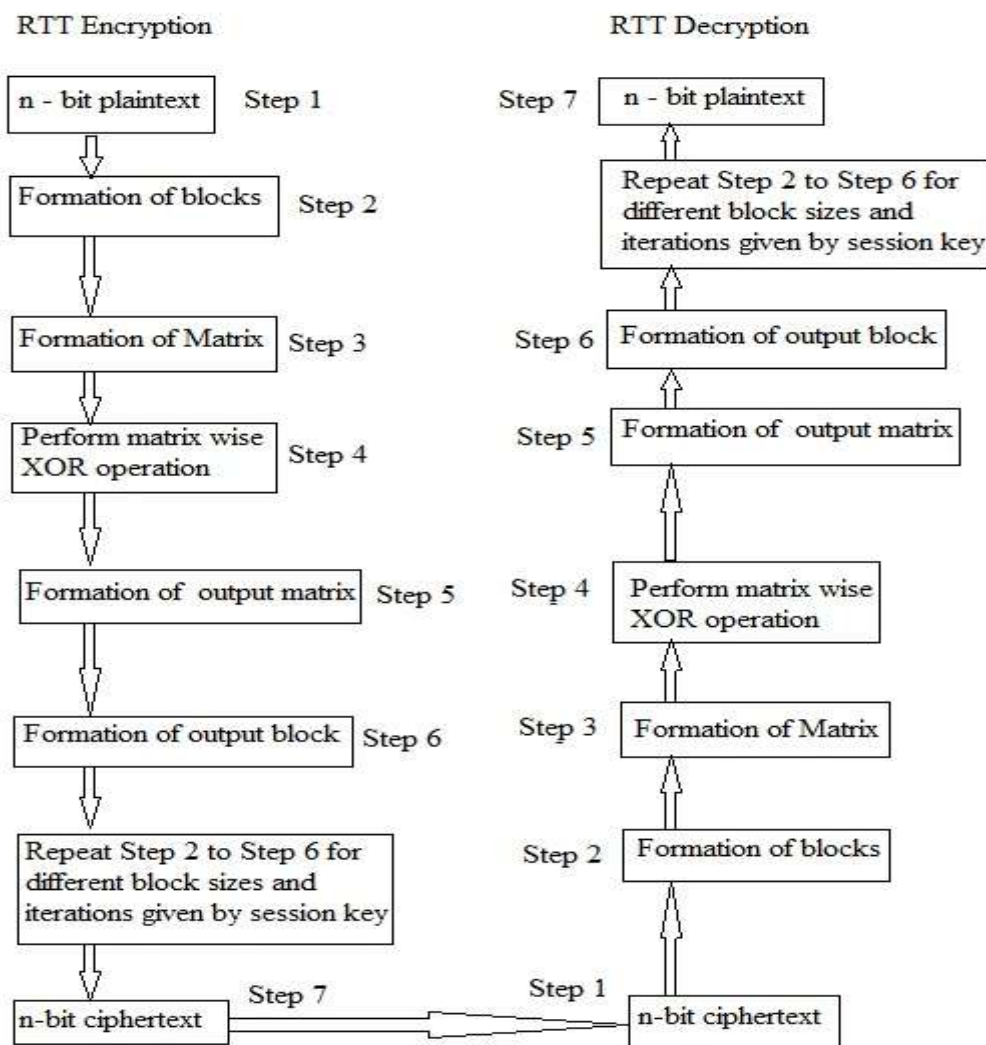 RTT Encryption
n - bit plaintext
Step 1
Formation of blocks
Step 2
Formation of Matrix
Step 3
Perform matrix wise
XOR operation
Step 4
Formation of output matrix
Step 5
Formation of output block
Step 6
Repeat Step 2 to Step 6 for
different block sizes and
iterations given by session key
n-bit ciphertext
Step 7
RTT Decryption
Step 7
n - bit plaintext
Repeat Step 2 to Step 6 for
different block sizes and
iterations given by session key
Step 6
Formation of output block
Step 5
Formation of output matrix
Step 4
Perform matrix wise
XOR operation
Step 3
Formation of Matrix
Step 2
Formation of blocks
Step 1
n-bit ciphertext